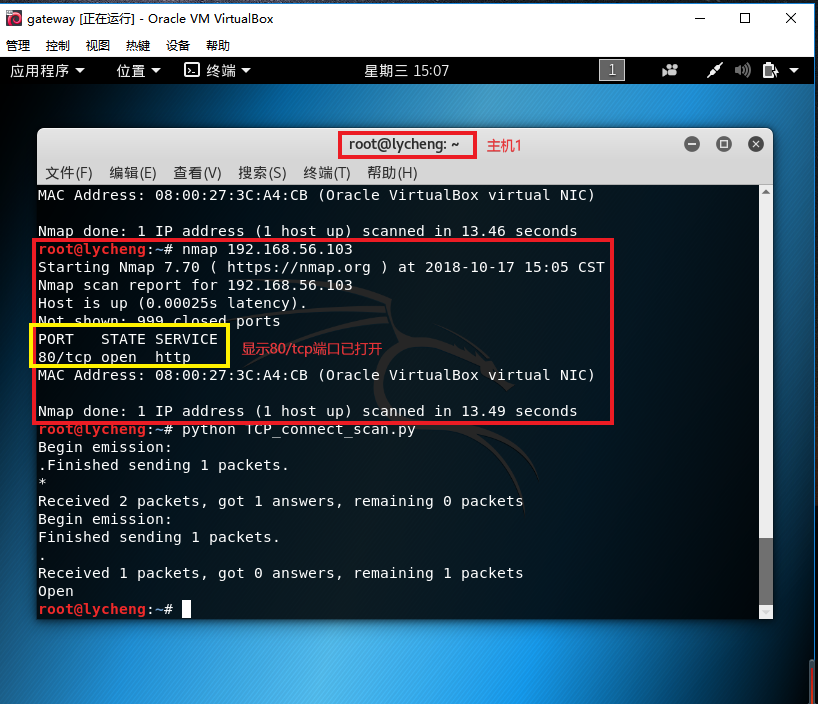 gateway [正在运行] - Oracle VM VirtualBox
管理 控制 视图 热键 设备 帮助
应用程序 位置 终端 星期三 15:07 1
root@lycheng: ~ 主机1
文件(F) 编辑(E) 查看(V) 搜索(S) 终端(T) 帮助(H)
MAC Address: 08:00:27:3C:A4:CB (Oracle VirtualBox virtual NIC)
Nmap done: 1 IP address (1 host up) scanned in 13.46 seconds
root@lycheng:~# nmap 192.168.56.103
Starting Nmap 7.70 ( https://nmap.org ) at 2018-10-17 15:05 CST
Nmap scan report for 192.168.56.103
Host is up (0.00025s latency).
Not shown: 999 closed ports
PORT   STATE SERVICE
80/tcp open  http
显示80/tcp端口已打开
MAC Address: 08:00:27:3C:A4:CB (Oracle VirtualBox virtual NIC)
Nmap done: 1 IP address (1 host up) scanned in 13.49 seconds
root@lycheng:~# python TCP_connect_scan.py
Begin emission:
.Finished sending 1 packets.
*
Received 2 packets, got 1 answers, remaining 0 packets
Begin emission:
Finished sending 1 packets.
.
Received 1 packets, got 0 answers, remaining 1 packets
Open
root@lycheng:~#